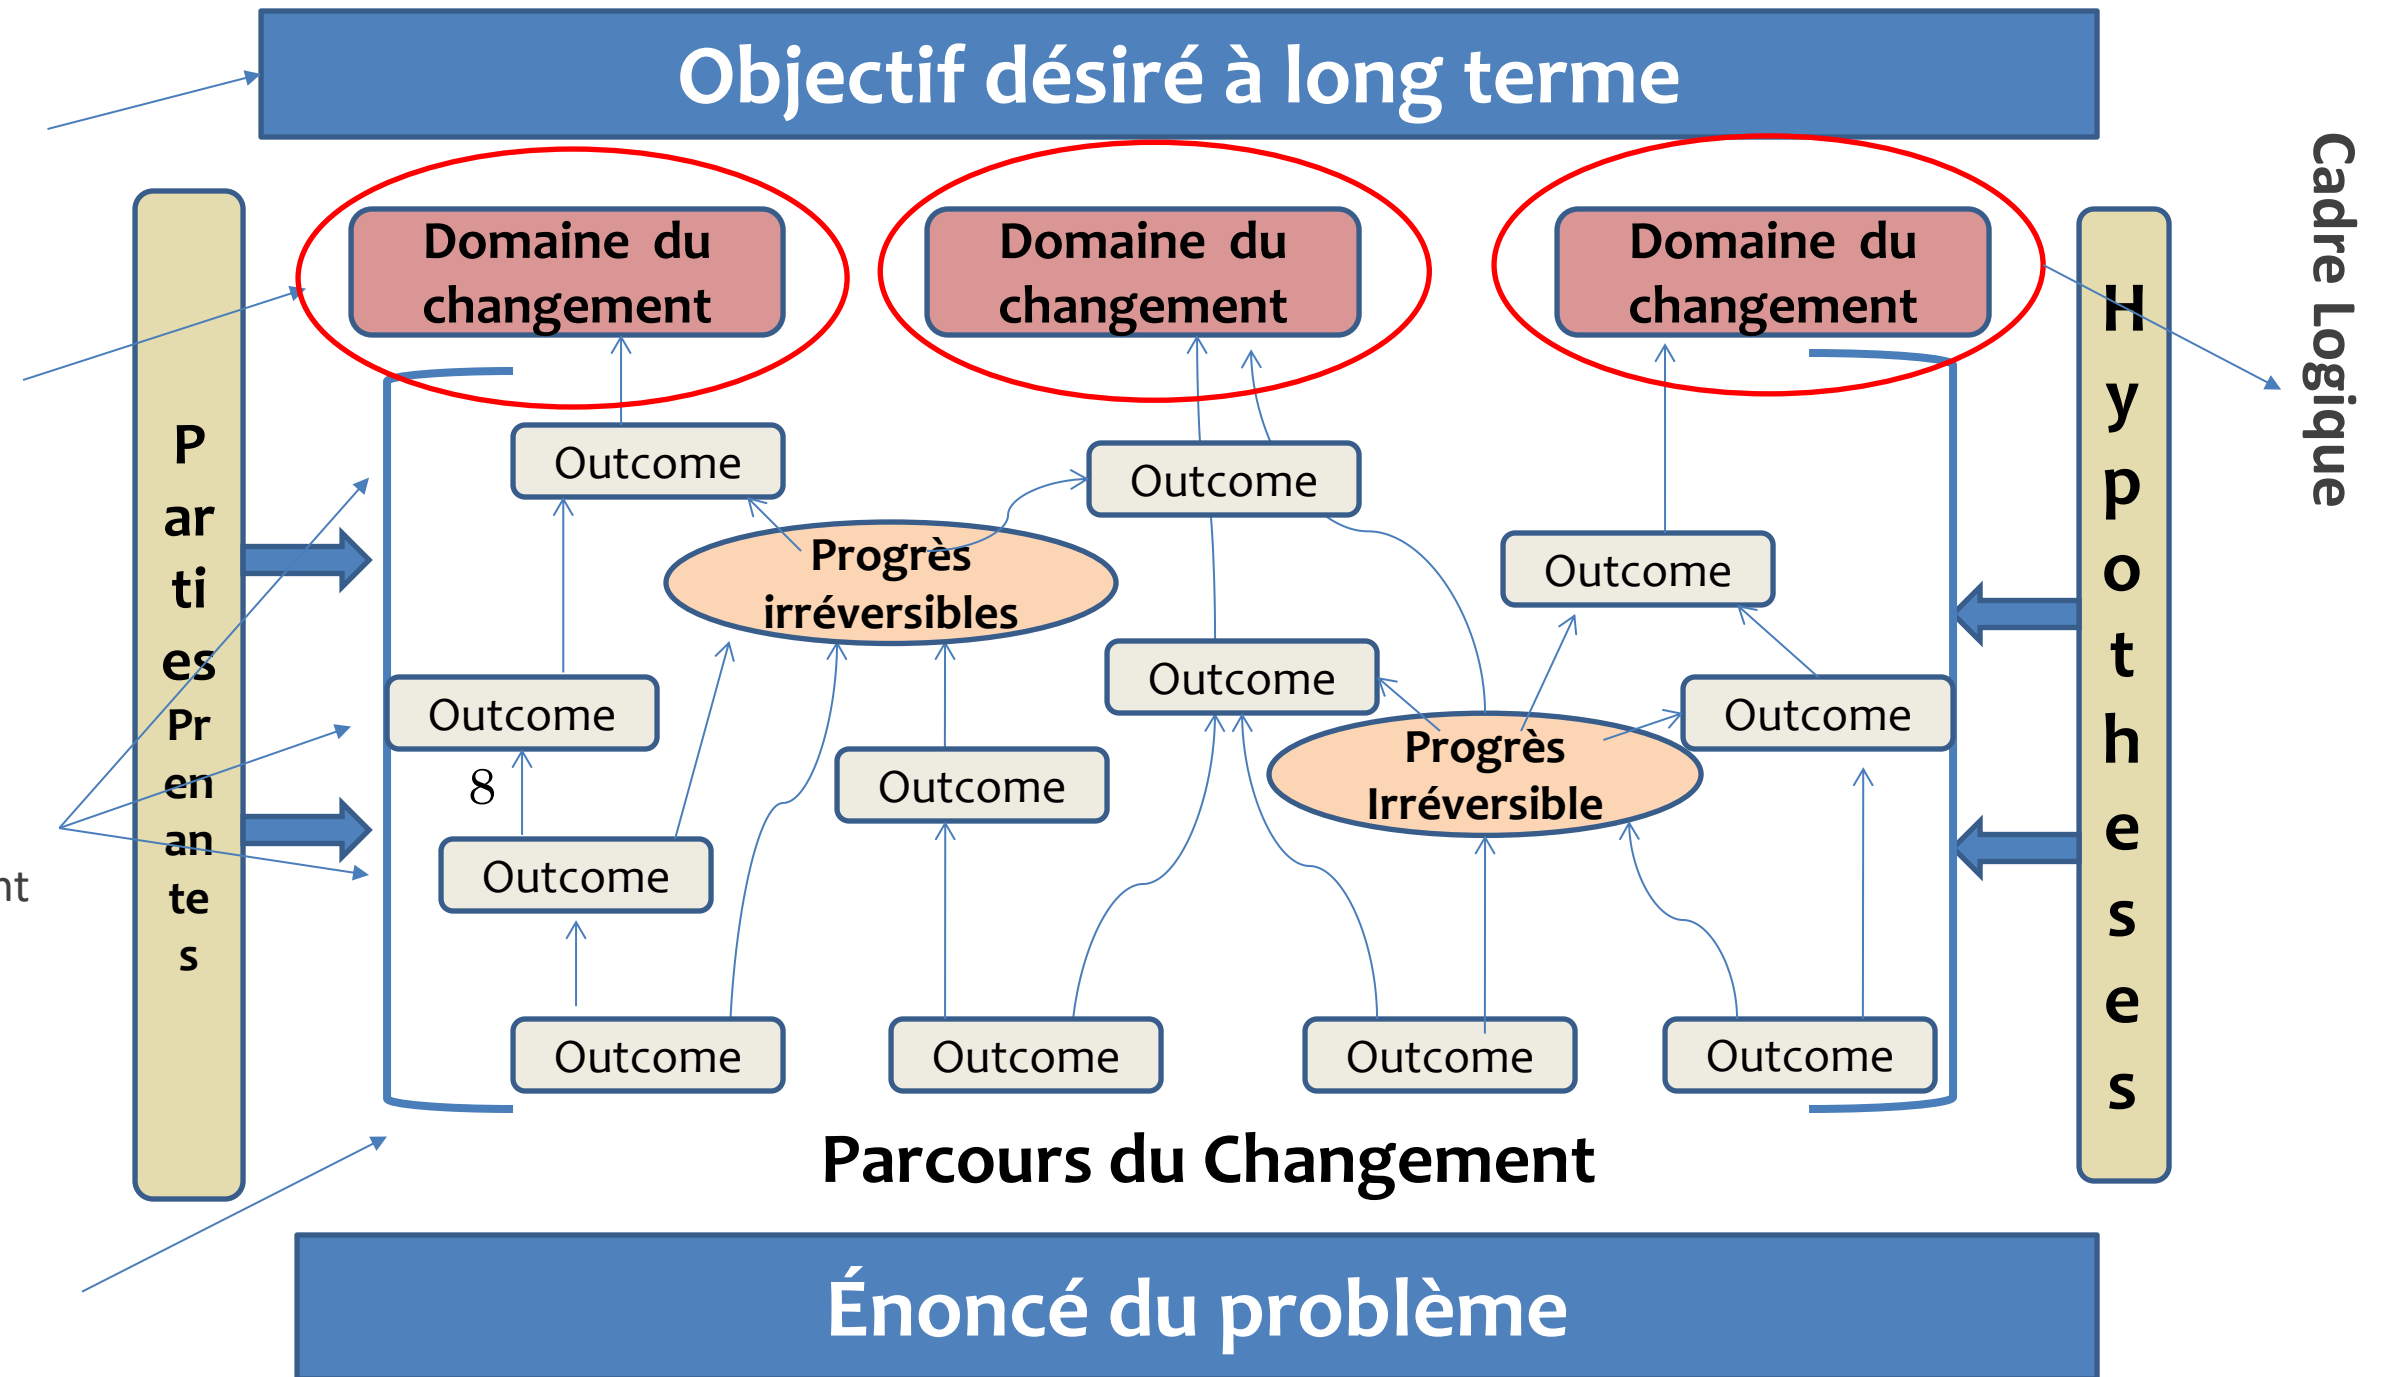 Objectif désiré à long terme
Domaine  du
changement
Domaine  du
changement
Domaine  du
changement
Cadre Logique
P
ar
ti
es
Pr
en
an
te
s
H
y
p
o
t
h
e
s
e
s
Outcome
Outcome
Progrès
irréversibles
Outcome
Outcome
Outcome
Outcome
Progrès
Irréversible
8
Outcome
Outcome
nt
Outcome
Outcome
Outcome
Outcome
Parcours du Changement
Énoncé du problème